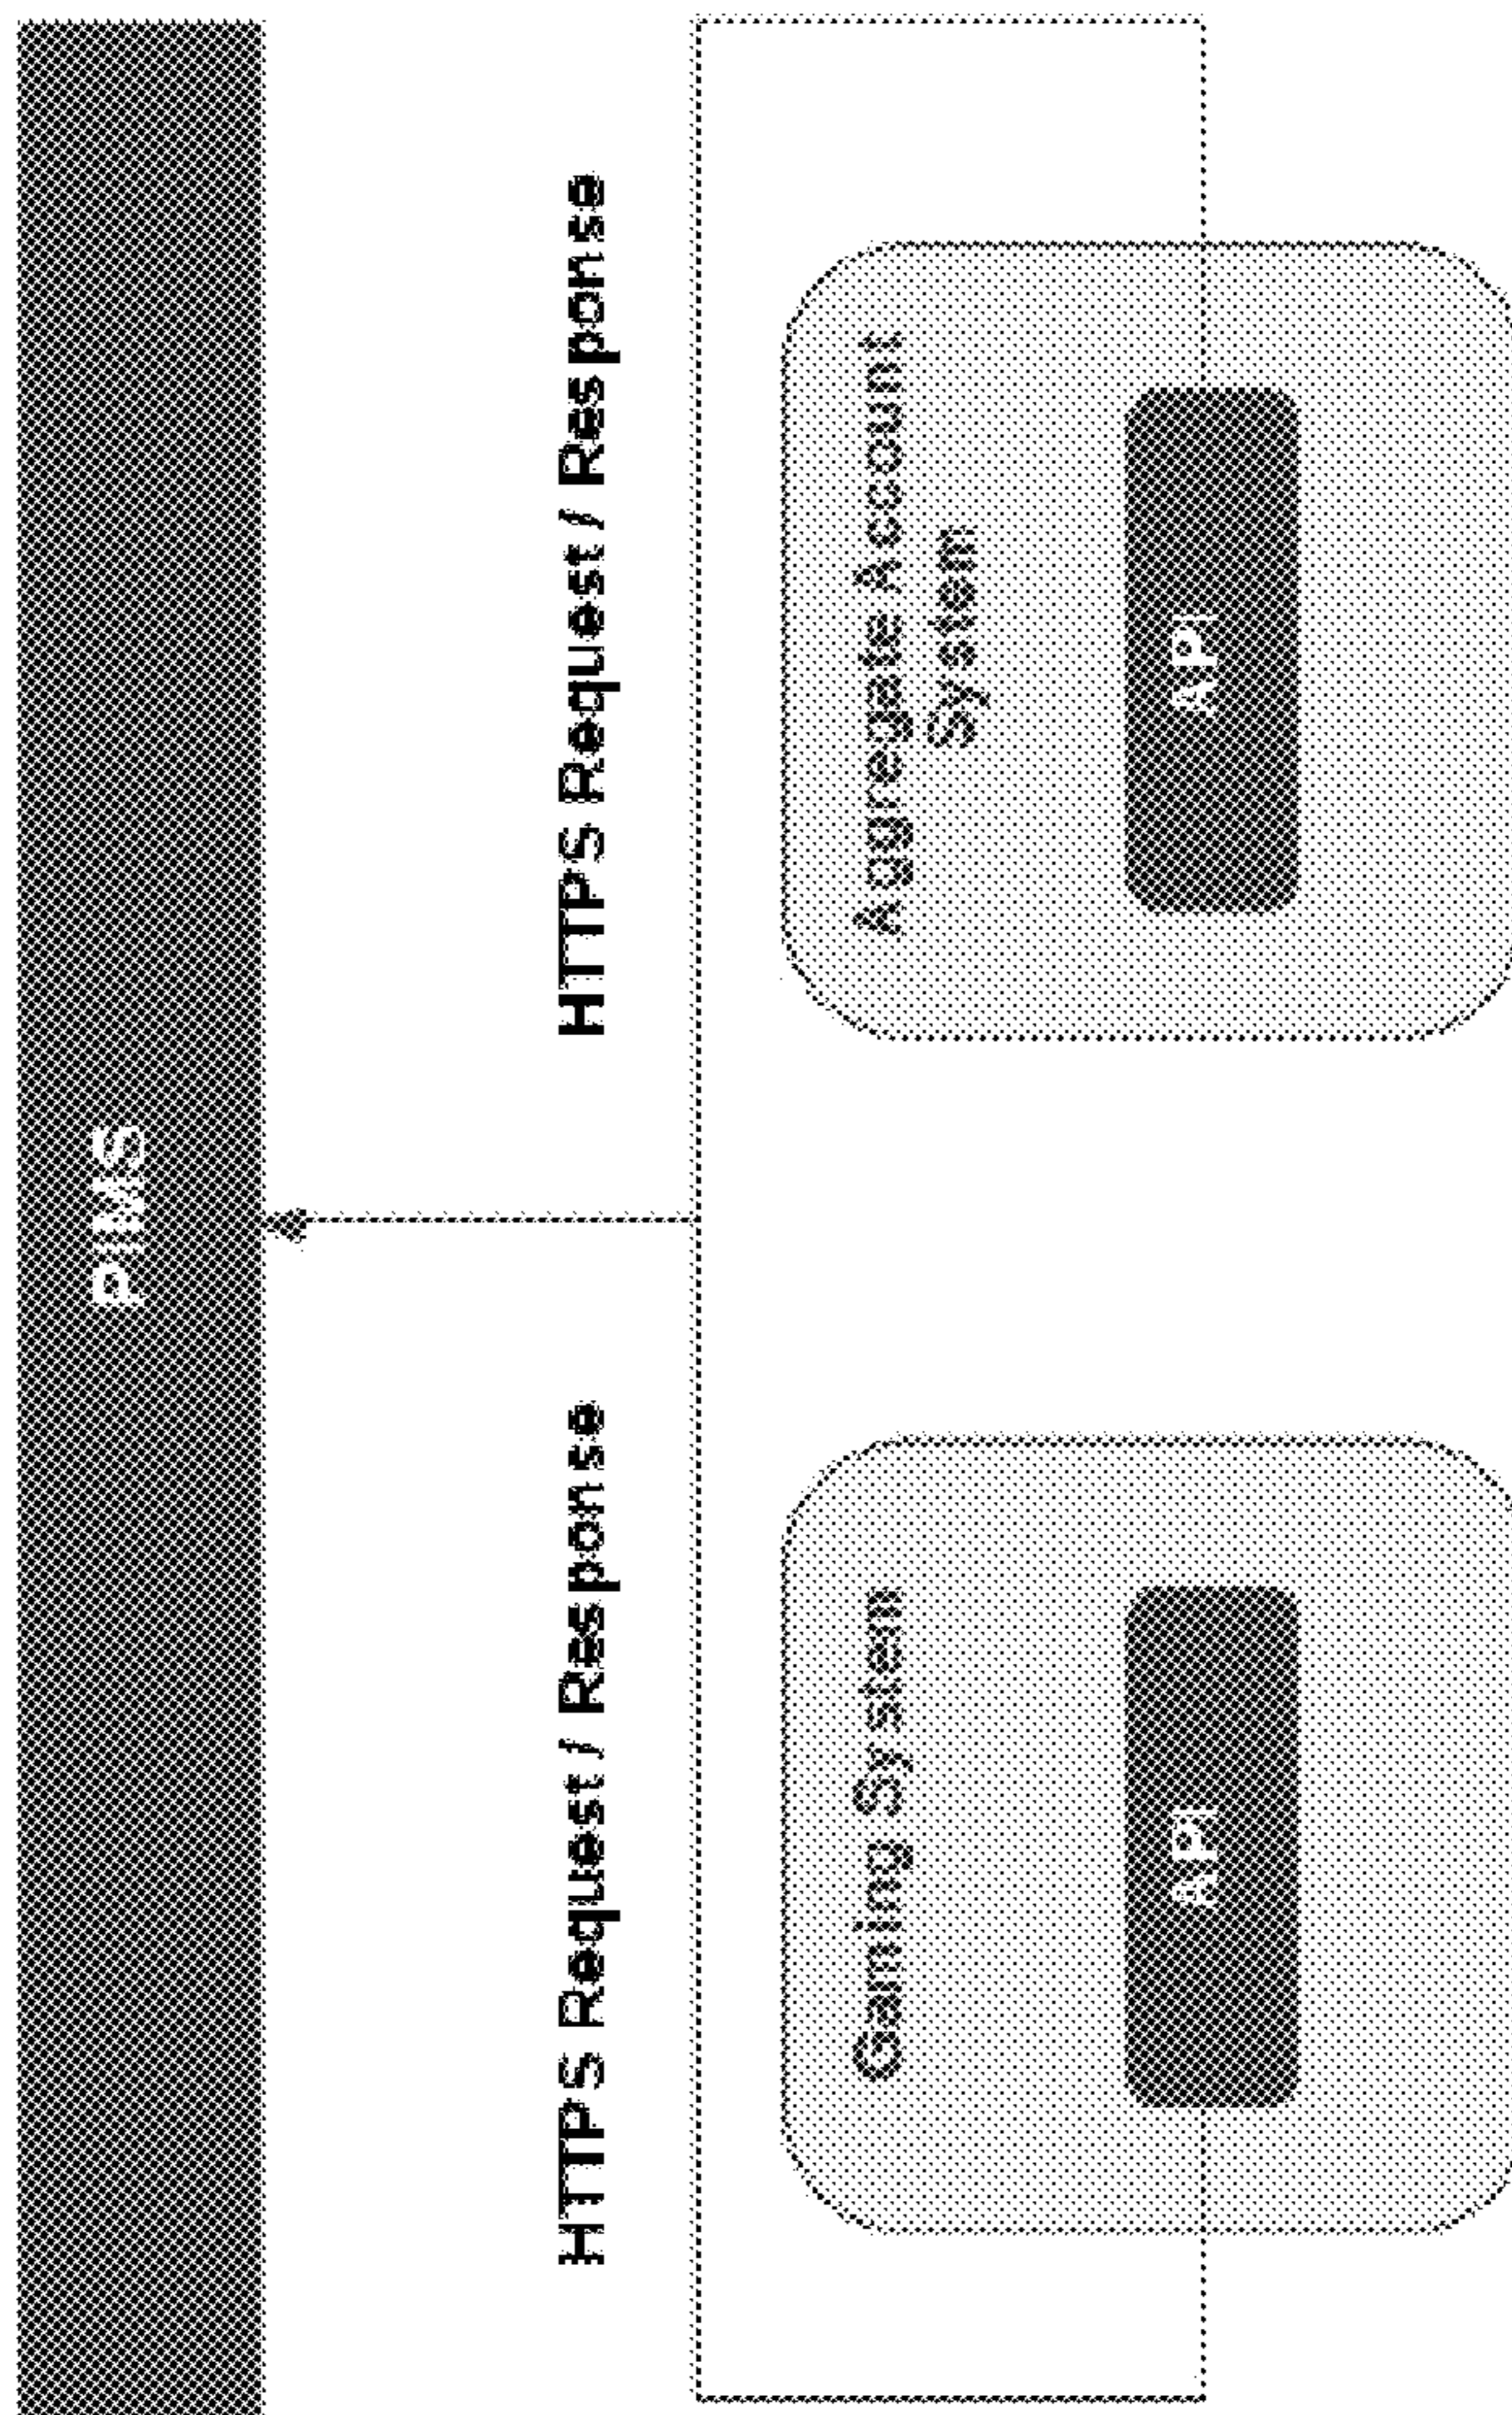 PIMS
HTTPS Request / Response
HTTPS Request / Response
Gaming System
API
Aggregate Account
System
API